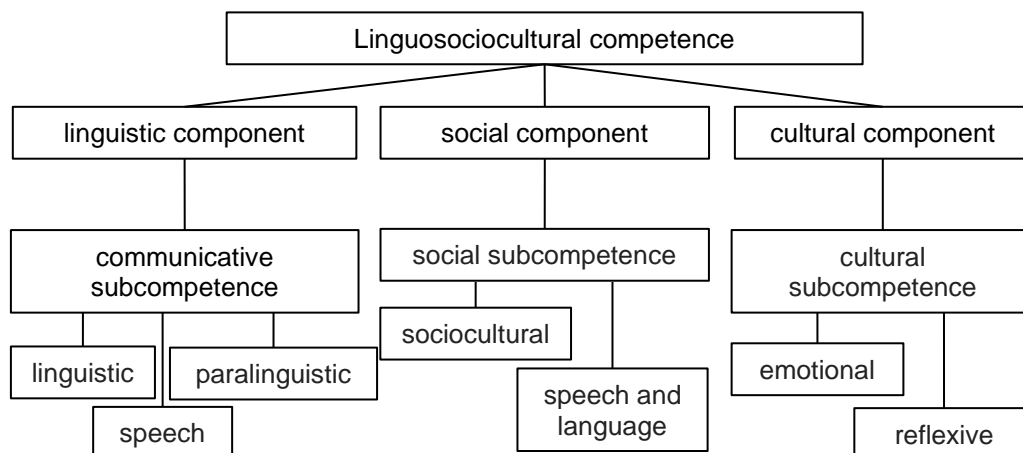 Linguosociocultural competence
linguistic component
social component
cultural component
communicative
subcompetence
social subcompetence
cultural
subcompetence
linguistic
speech
paralinguistic
sociocultural
speech and
language
emotional
reflexive